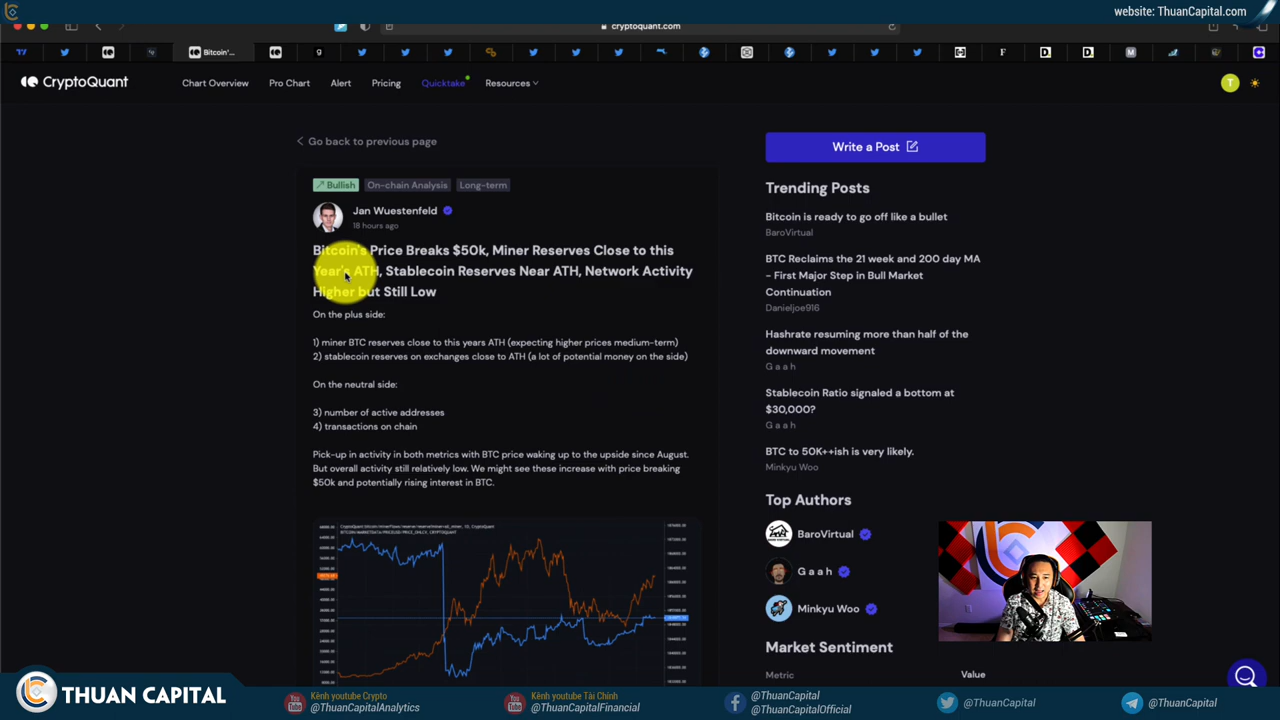 website: ThuanCapital.com
cryptoquant.com
Bitcoin'...
CryptoQuant
Chart Overview
Pro Chart
Alert
Pricing
Quicktake
Resources
T
Go back to previous page
Bullish
On-chain Analysis
Long-term
Jan Wuestenfeld
18 hours ago
Bitcoin's Price Breaks $50k, Miner Reserves Close to this
Year's ATH, Stablecoin Reserves Near ATH, Network Activity
Higher but Still Low
On the plus side:
1) miner BTC reserves close to this years ATH (expecting higher prices medium-term)
2) stablecoin reserves on exchanges close to ATH (a lot of potential money on the side)
On the neutral side:
3) number of active addresses
4) transactions on chain
Pick-up in activity in both metrics with BTC price waking up to the upside since August.
But overall activity still relatively low. We might see these increase with price breaking
$50k and potentially rising interest in BTC.
Write a Post
Trending Posts
Bitcoin is ready to go off like a bullet
BaroVirtual
BTC Reclaims the 21 week and 200 day MA
- First Major Step in Bull Market
Continuation
Danieljoe916
Hashrate resuming more than half of the
downward movement
G a a h
Stablecoin Ratio signaled a bottom at
$30,000?
G a a h
BTC to 50K++ish is very likely.
Minkyu Woo
Top Authors
BaroVirtual
G a a h
Minkyu Woo
Market Sentiment
Metric
Value
THUAN CAPITAL
Kênh youtube Crypto
@ThuanCapitalAnalytics
Kênh youtube Tài Chính
@ThuanCapitalFinancial
@ThuanCapital
@ThuanCapitalOfficial
@ThuanCapital
@ThuanCapital